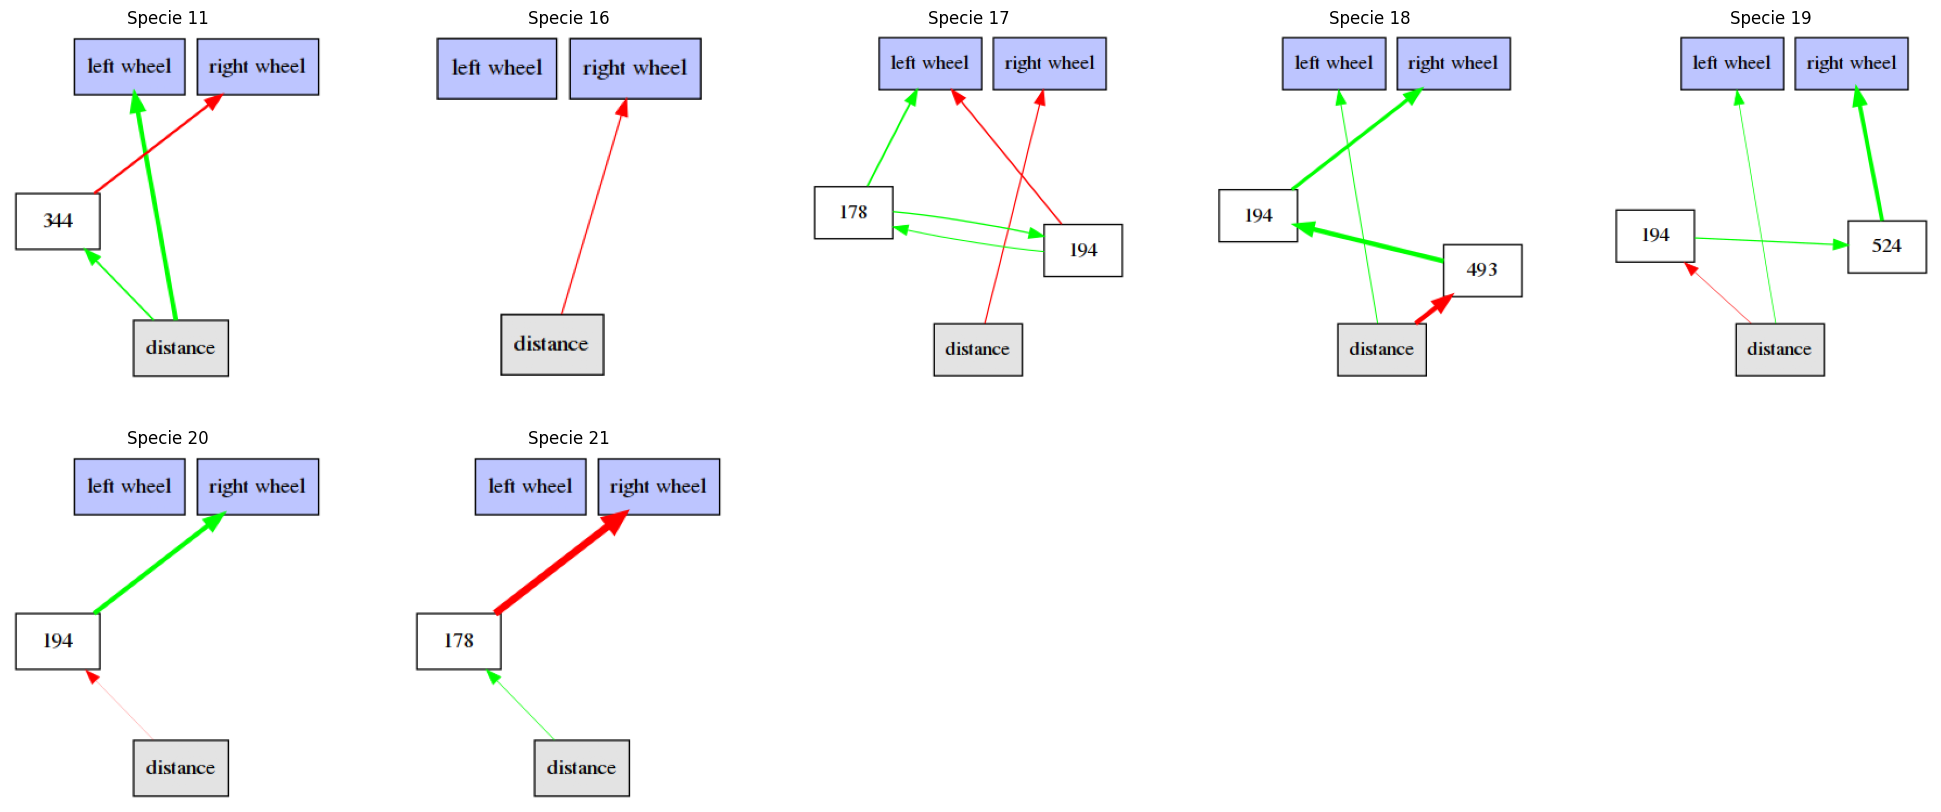 Specie 11
left wheel
right wheel
344
distance
Specie 16
left wheel
right wheel
distance
Specie 17
left wheel
right wheel
178
194
distance
Specie 18
left wheel
right wheel
194
493
distance
Specie 19
left wheel
right wheel
194
524
distance
Specie 20
left wheel
right wheel
194
distance
Specie 21
left wheel
right wheel
178
distance